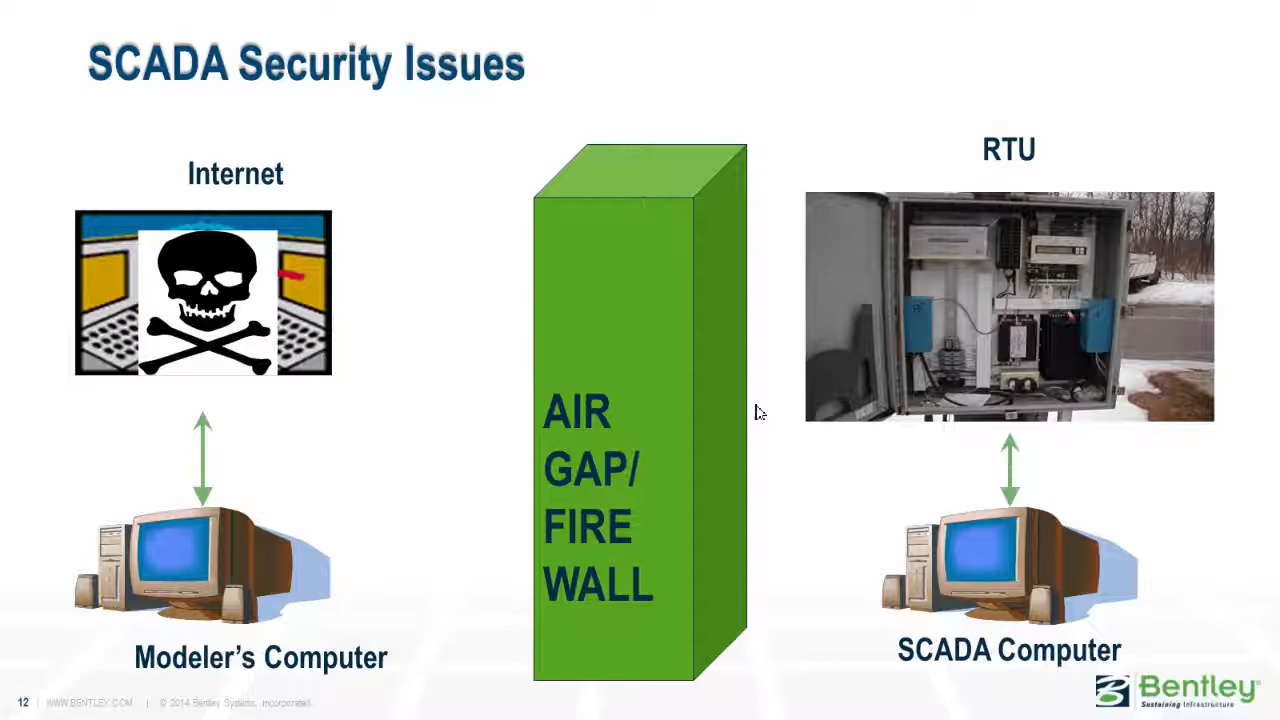 SCADA Security Issues
Internet
RTU
AIR
GAP/
FIRE
WALL
Modeler's Computer
SCADA Computer
12 | WWW.BENTLEY.COM | © 2014 Bentley Systems, Incorporated
Bentley®
Sustaining Infrastructure